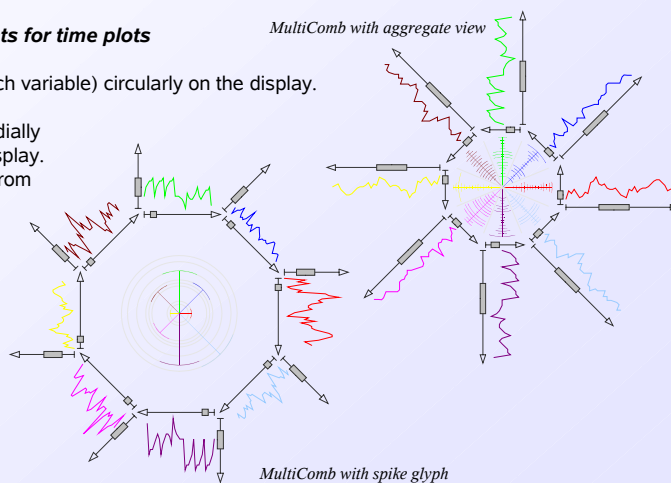 ts for time plots
MultiComb with aggregate view
ch variable) circularly on the display.
dially
splay.
rom
MultiComb with spike glyph